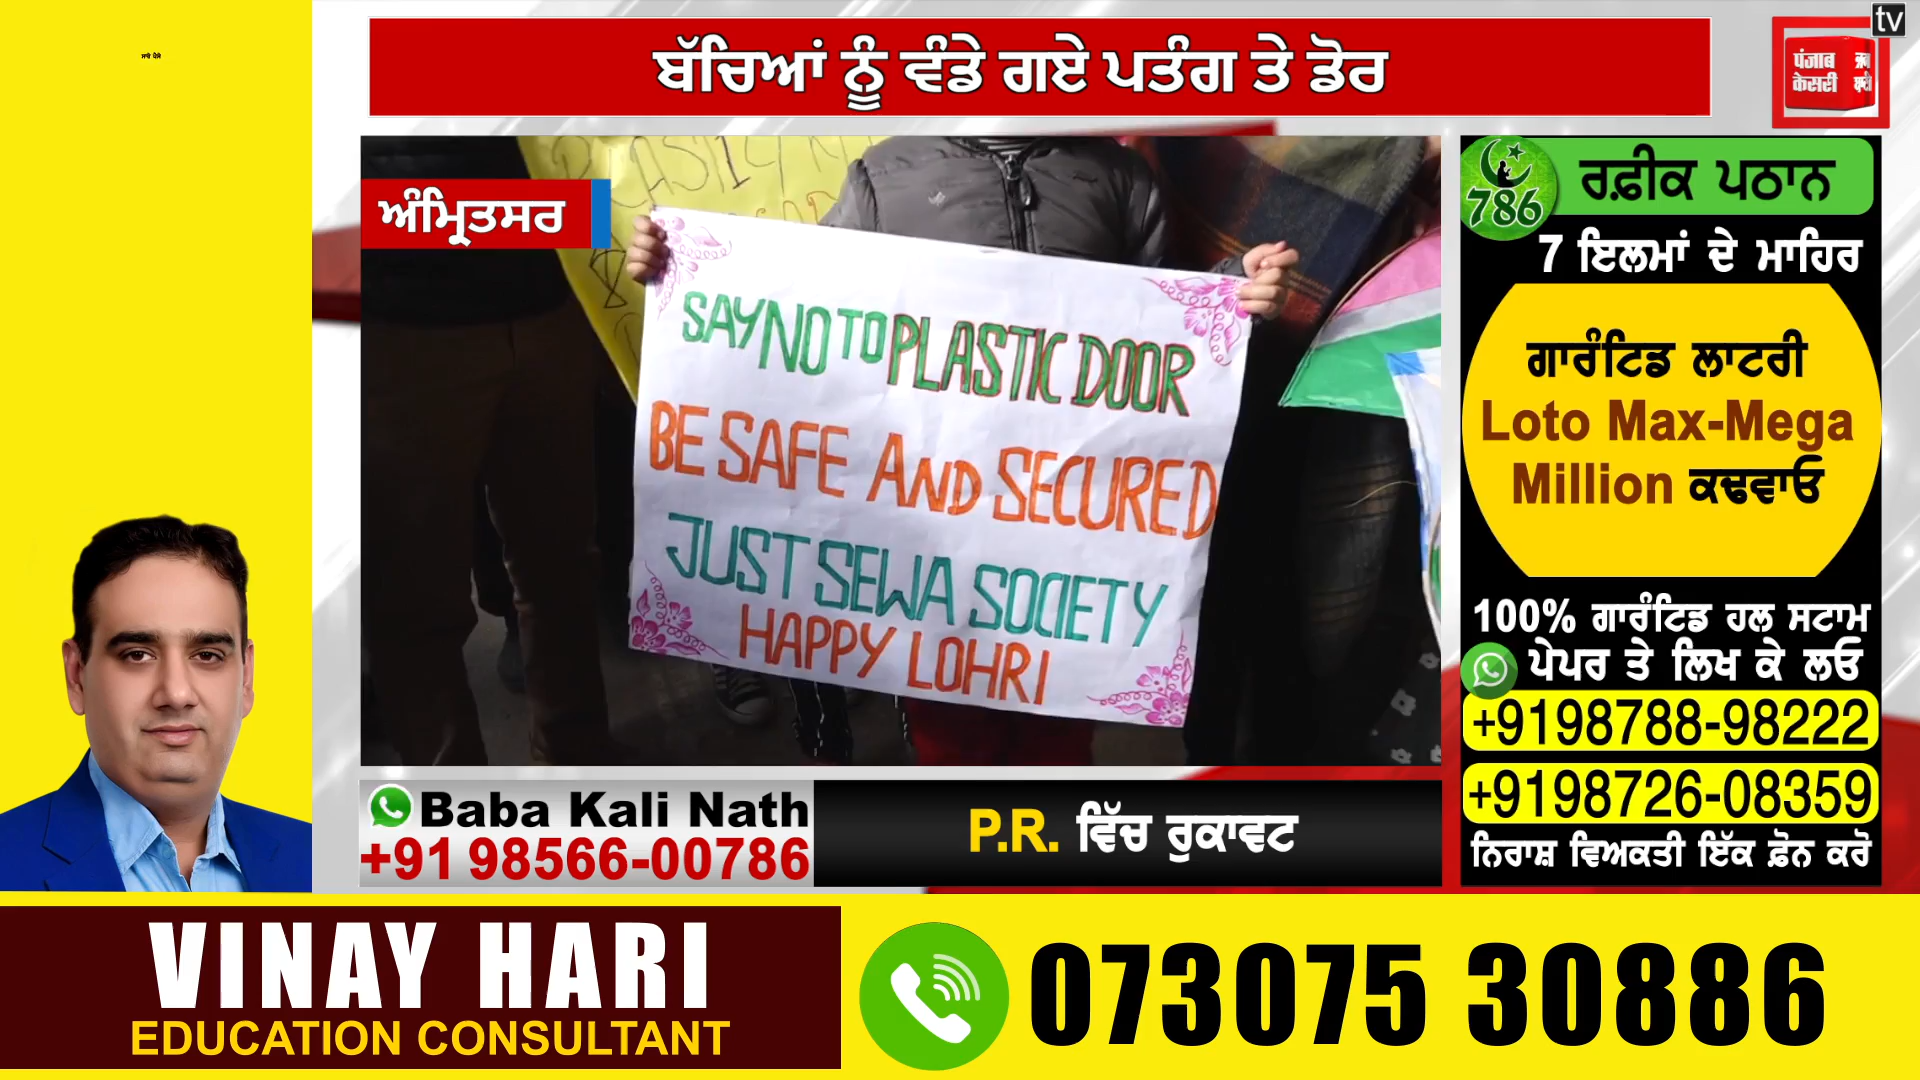 ਬੱਚਿਆਂ ਨੂੰ ਵੰਡੇ ਗਏ ਪਤੰਗ ਤੇ ਡੋਰ
tv
ਪੰਜਾਬ
केसरी
ਅੰਮ੍ਰਿਤਸਰ
SAY NO TO PLASTIC DOOR
BE SAFE AND SECURED
JUST SEWA SOCIETY
HAPPY LOHRI
786
ਰਫ਼ੀਕ ਪਠਾਨ
7 ਇਲਮਾਂ ਦੇ ਮਾਹਿਰ
ਗਾਰੰਟਿਡ ਲਾਟਰੀ
Loto Max-Mega
Million ਕਢਵਾਓ
100% ਗਾਰੰਟਿਡ ਹਲ ਸਟਾਮ
ਪੇਪਰ ਤੇ ਲਿਖ ਕੇ ਲਓ
+9198788-98222
+9198726-08359
ਨਿਰਾਸ਼ ਵਿਅਕਤੀ ਇੱਕ ਫ਼ੋਨ ਕਰੋ
Baba Kali Nath
+91 98566-00786
P.R. ਵਿੱਚ ਰੁਕਾਵਟ
VINAY HARI
EDUCATION CONSULTANT
073075 30886